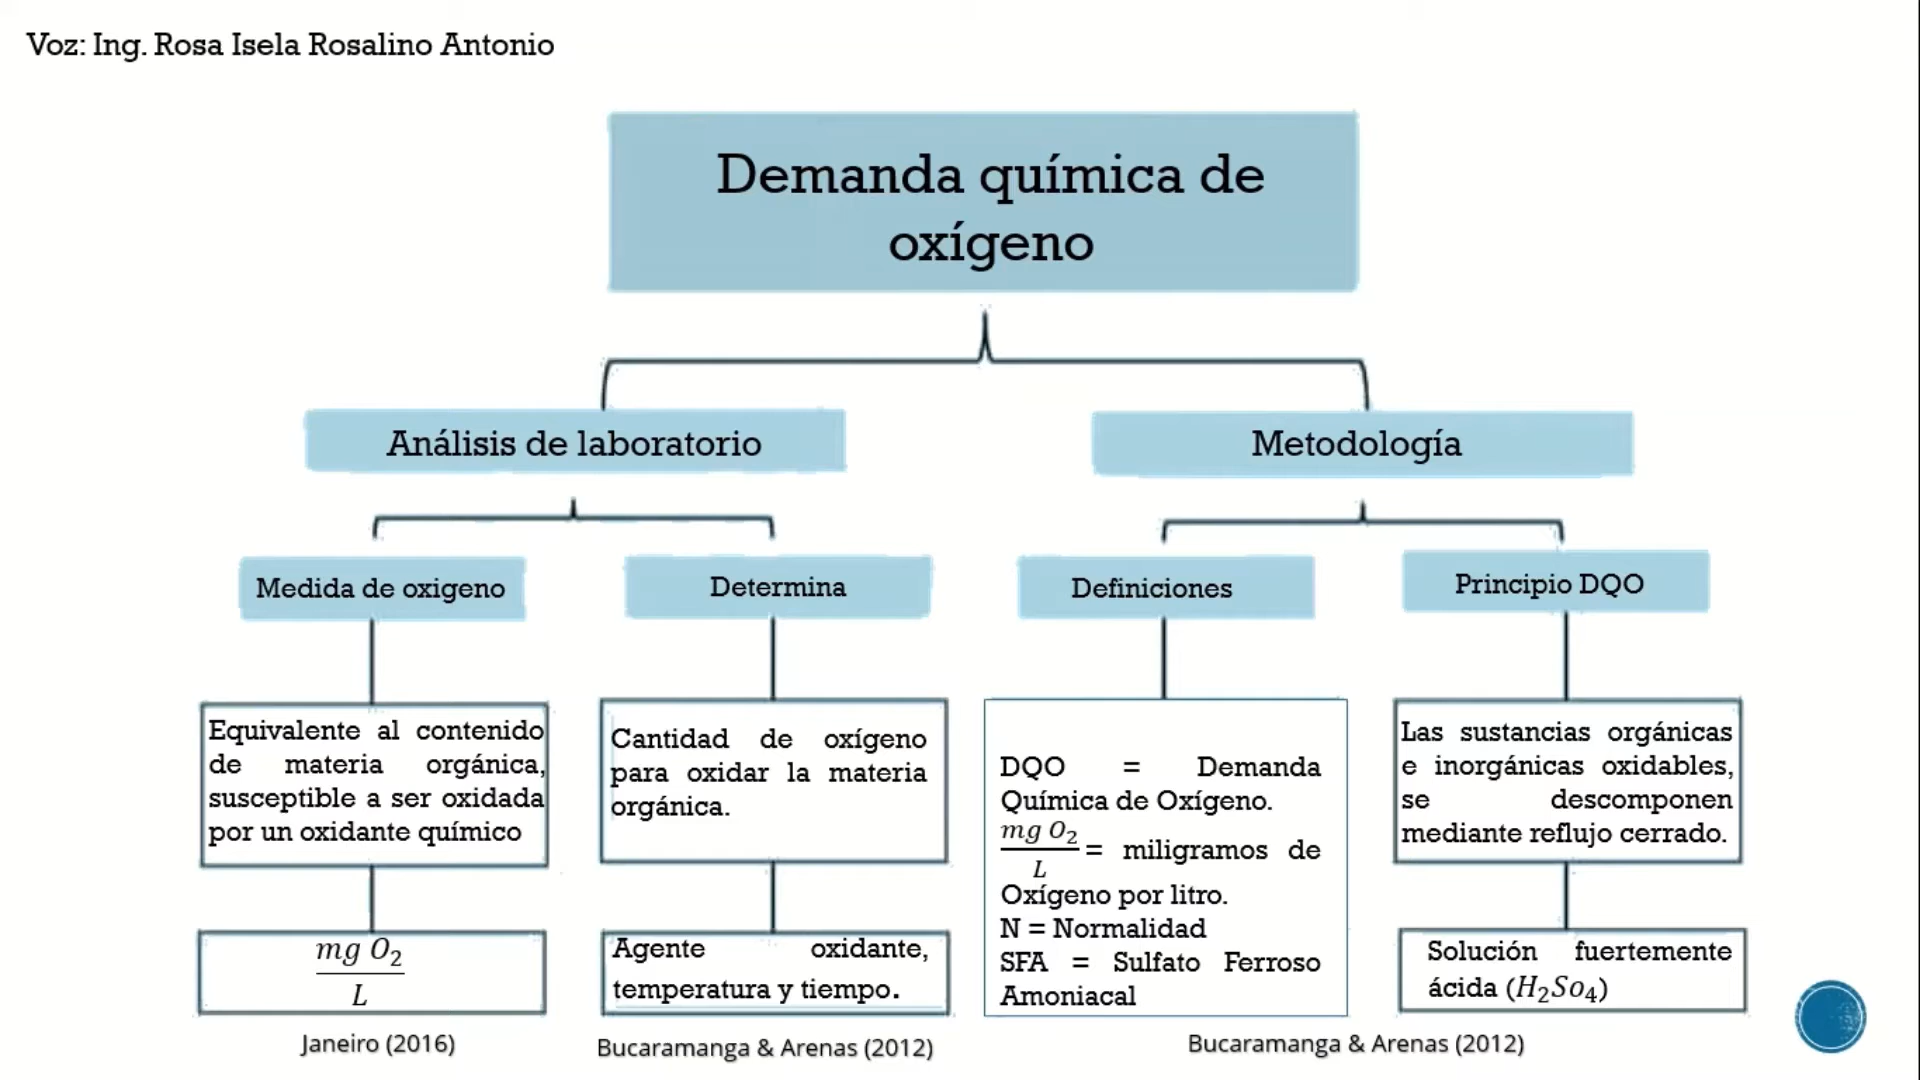 Voz: Ing. Rosa Isela Rosalino Antonio
Demanda química de
oxígeno
Análisis de laboratorio
Metodología
Medida de oxigeno
Determina
Definiciones
Principio DQO
Equivalente al contenido
de materia orgánica,
susceptible a ser oxidada
por un oxidante químico
mg O₂
L
Janeiro (2016)
Cantidad de oxígeno
para oxidar la materia
orgánica.
Agente oxidante,
temperatura y tiempo.
Bucaramanga & Arenas (2012)
DQO = Demanda
Química de Oxígeno.
mg O₂
L
= miligramos de
Oxígeno por litro.
N = Normalidad
SFA = Sulfato Ferroso
Amoniacal
Las sustancias orgánicas
e inorgánicas oxidables,
se descomponen
mediante reflujo cerrado.
Solución fuertemente
ácida (H₂So₄)
Bucaramanga & Arenas (2012)